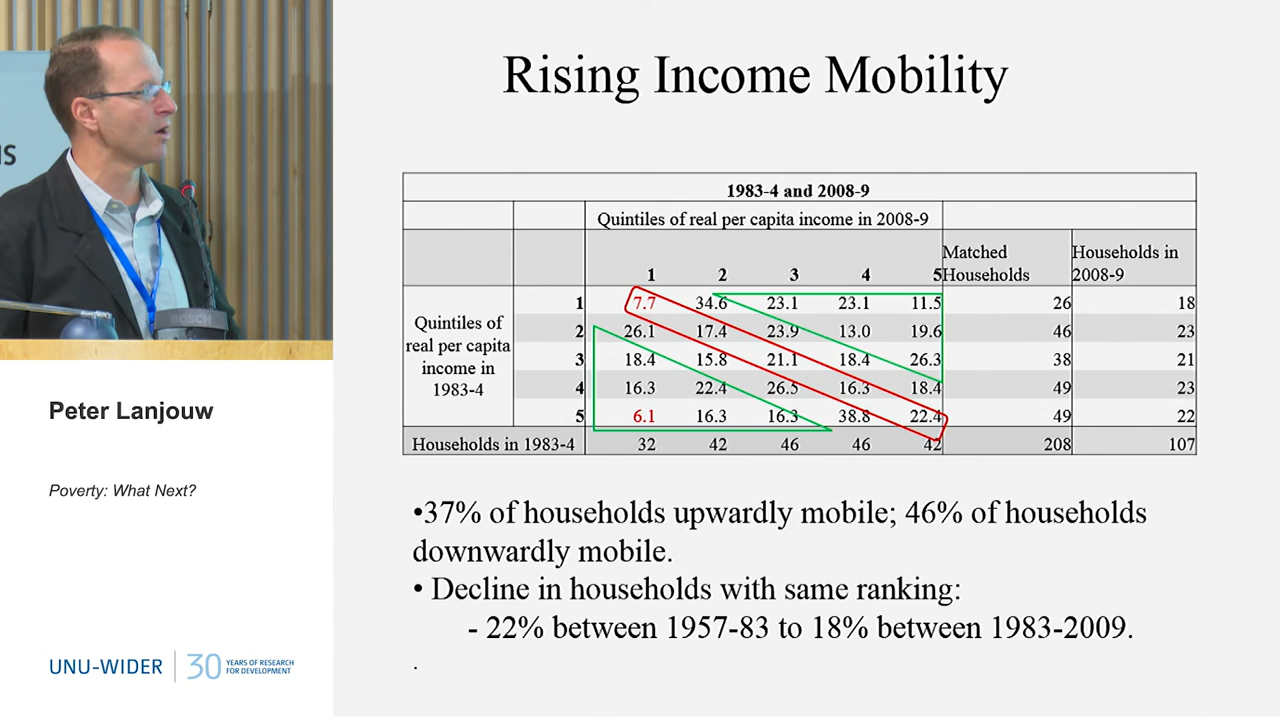 Rising Income Mobility
1983-4 and 2008-9
Quintiles of real per capita income in 2008-9
1 2 3 4 5 Matched Households Households in 2008-9
Quintiles of real per capita income in 1983-4
1 7.7 34.6 23.1 23.1 11.5 26 18
2 26.1 17.4 23.9 13.0 19.6 46 23
3 18.4 15.8 21.1 18.4 26.3 38 21
4 16.3 22.4 26.5 16.3 18.4 49 23
5 6.1 16.3 16.3 38.8 22.4 49 22
Households in 1983-4 32 42 46 46 42 208 107
•37% of households upwardly mobile; 46% of households
downwardly mobile.
• Decline in households with same ranking:
- 22% between 1957-83 to 18% between 1983-2009.
.
IS
BOSCH
Peter Lanjouw
Poverty: What Next?
UNU-WIDER 30 YEARS OF RESEARCH
FOR DEVELOPMENT